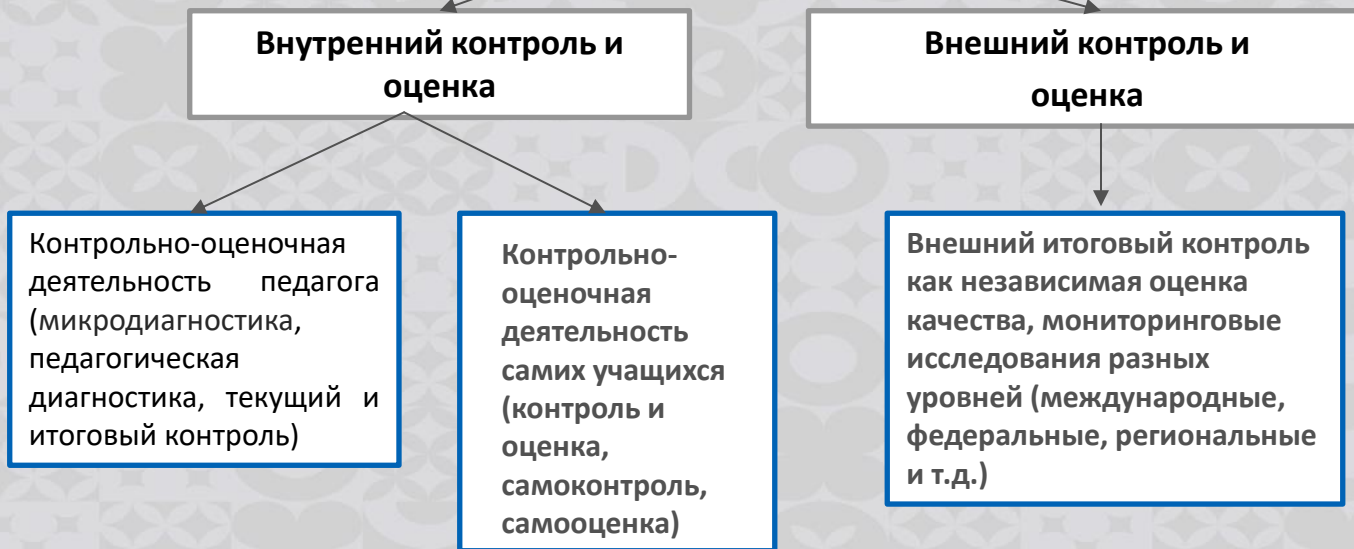 Внутренний контроль и
оценка
Внешний контроль и
оценка
Контрольно-оценочная
деятельность педагога
(микродиагностика,
педагогическая
диагностика, текущий и
итоговый контроль)
Контрольно-
оценочная
деятельность
самих учащихся
(контроль и
оценка,
самоконтроль,
самооценка)
Внешний итоговый контроль
как независимая оценка
качества, мониторинговые
исследования разных
уровней (международные,
федеральные, региональные
и т.д.)